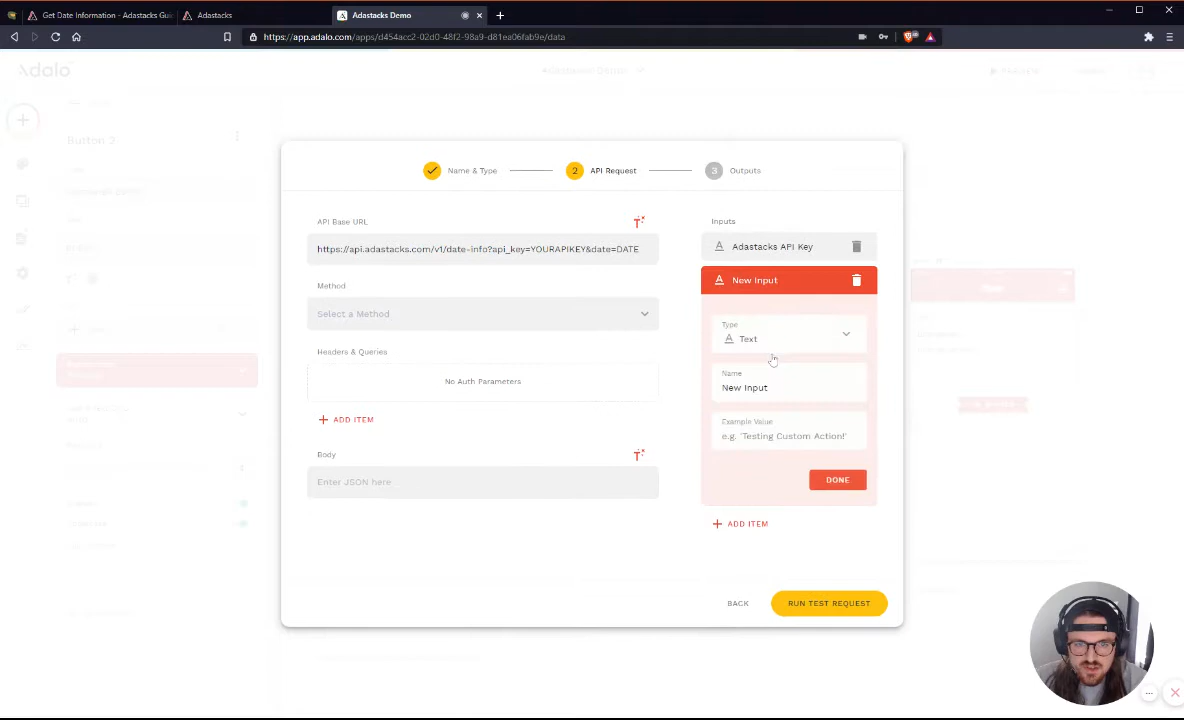 Get Date Information - Adastacks Gui
Adastacks
Adastacks Demo
https://app.adalo.com/apps/d454acc2-02d0-48f2-98a9-d81ea06fab9e/data
Adalo
Button 3
Name & Type
2
API Request
3
Outputs
API Base URL
https://api.adastacks.com/v1/date-info?api_key=YOURAPIKEY&date=DATE
Method
Select a Method
Headers & Queries
No Auth Parameters
ADD ITEM
Body
Enter JSON here...
Inputs
Adastacks API Key
New Input
Type
Text
Name
New Input
Example Value
e.g. 'Testing Custom Action!'
DONE
ADD ITEM
BACK
RUN TEST REQUEST